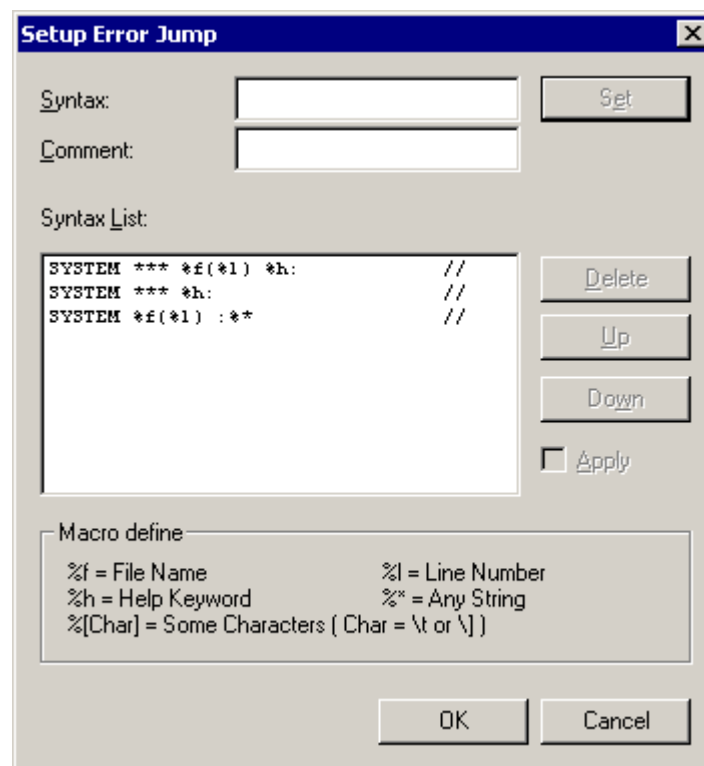 Setup Error Jump
Syntax:
Set
Comment:
Syntax List:
SYSTEM *** %f(%l) %h: //
SYSTEM *** %h: //
SYSTEM %f(%l) :%* //
Delete
Up
Down
Apply
Macro define
%f = File Name %l = Line Number
%h = Help Keyword %* = Any String
%[Char] = Some Characters ( Char = \t or \] )
OK Cancel